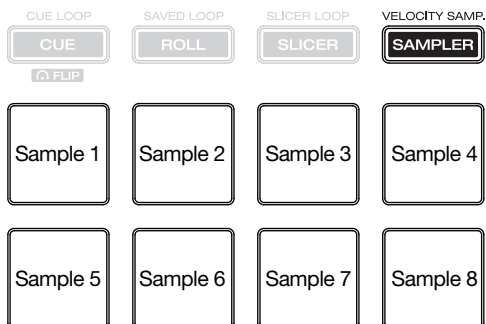 CUE LOOP SAVED LOOP SLICER LOOP VELOCITY SAMP.
CUE ROLL SLICER SAMPLER
FLIP
Sample 1 Sample 2 Sample 3 Sample 4
Sample 5 Sample 6 Sample 7 Sample 8